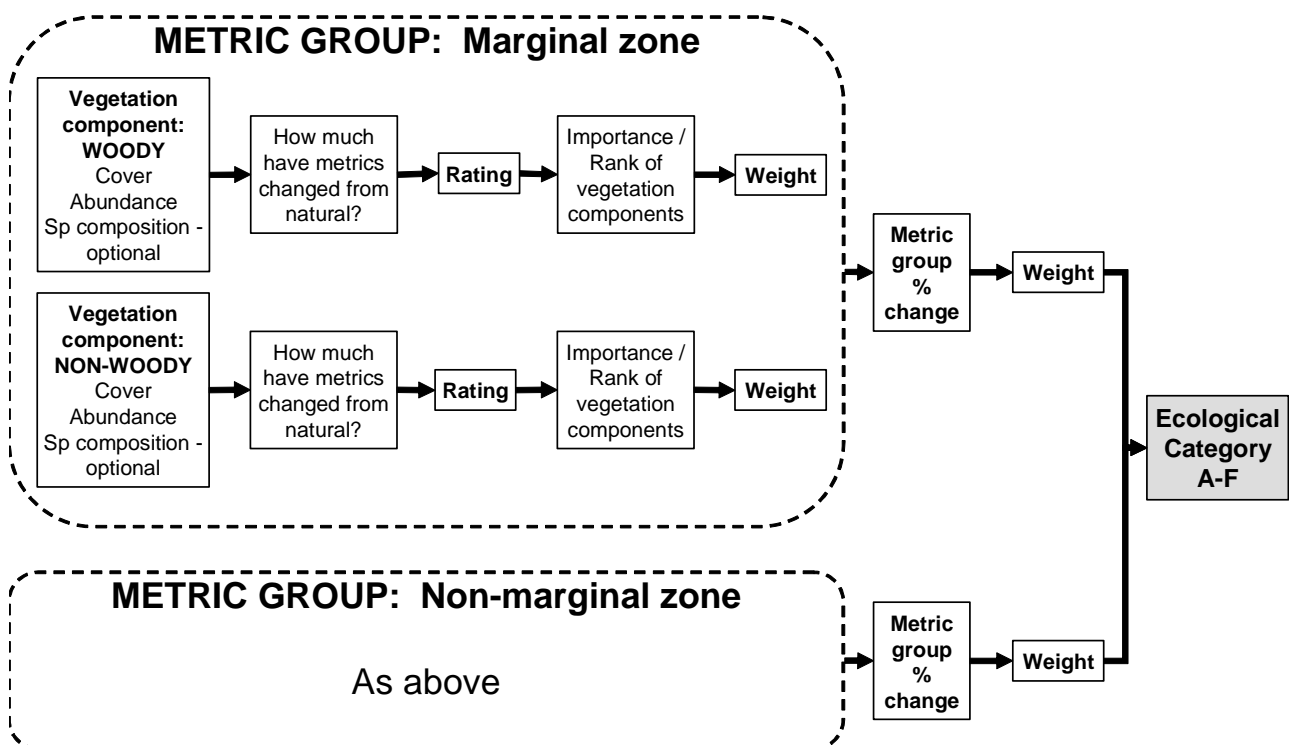 METRIC GROUP: Marginal zone
Vegetation
component:
WOODY
Cover
Abundance
Sp composition -
optional
How much
have metrics
changed from
natural?
Rating
Importance /
Rank of
vegetation
components
Weight
Vegetation
component:
NON-WOODY
Cover
Abundance
Sp composition -
optional
How much
have metrics
changed from
natural?
Rating
Importance /
Rank of
vegetation
components
Weight
Metric
group
%
change
Weight
Ecological
Category
A-F
METRIC GROUP: Non-marginal zone
As above
Metric
group
%
change
Weight